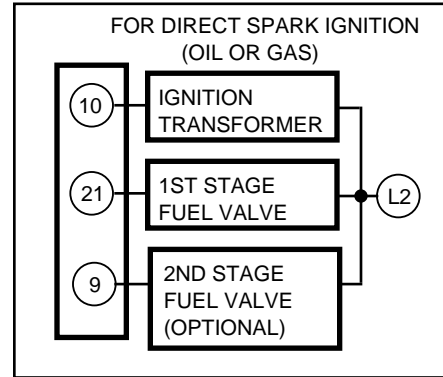 FOR DIRECT SPARK IGNITION
(OIL OR GAS)
10
IGNITION
TRANSFORMER
21
1ST STAGE
FUEL VALVE
L2
9
2ND STAGE
FUEL VALVE
(OPTIONAL)